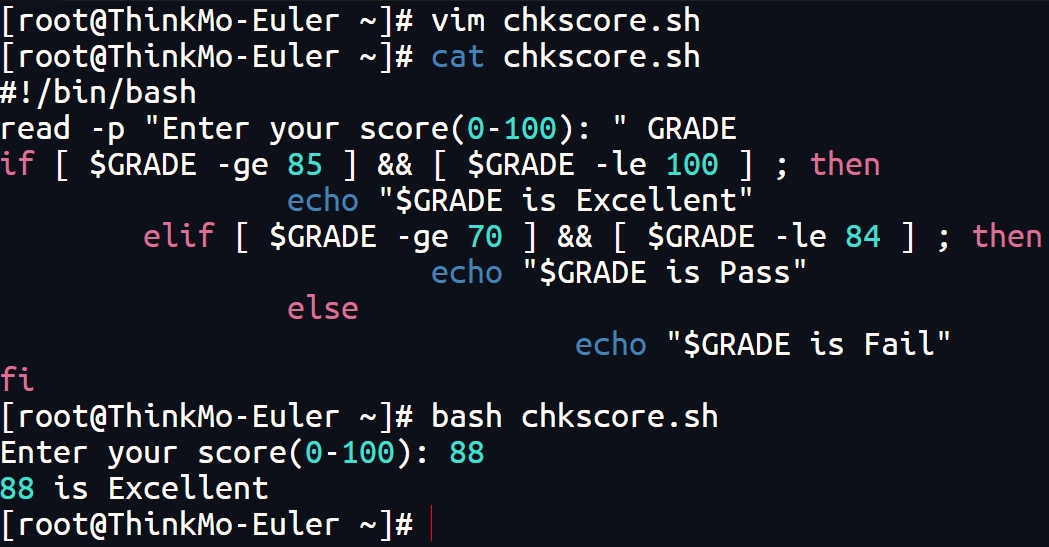 [root@ThinkMo-Euler ~]# vim chkscore.sh
[root@ThinkMo-Euler ~]# cat chkscore.sh
#!/bin/bash
read -p "Enter your score(0-100): " GRADE
if [ $GRADE -ge 85 ] && [ $GRADE -le 100 ] ; then
                echo "$GRADE is Excellent"
        elif [ $GRADE -ge 70 ] && [ $GRADE -le 84 ] ; then
                        echo "$GRADE is Pass"
                else
                                echo "$GRADE is Fail"
fi
[root@ThinkMo-Euler ~]# bash chkscore.sh
Enter your score(0-100): 88
88 is Excellent
[root@ThinkMo-Euler ~]#